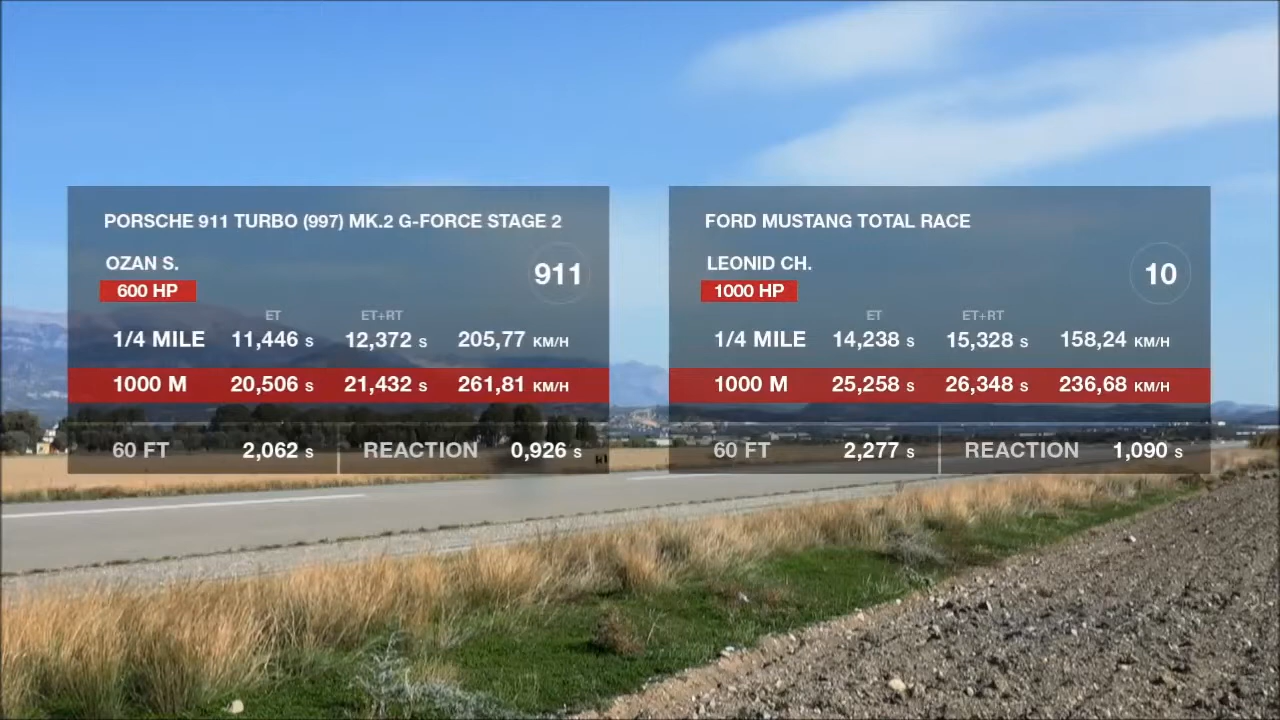 PORSCHE 911 TURBO (997) MK.2 G-FORCE STAGE 2
OZAN S.
911
600 HP
ET ET+RT
1/4 MILE 11,446 S 12,372 S 205,77 KM/H
1000 M 20,506 S 21,432 S 261,81 KM/H
60 FT 2,062 S REACTION 0,926 S
FORD MUSTANG TOTAL RACE
LEONID CH.
10
1000 HP
ET ET+RT
1/4 MILE 14,238 S 15,328 S 158,24 KM/H
1000 M 25,258 S 26,348 S 236,68 KM/H
60 FT 2,277 S REACTION 1,090 S